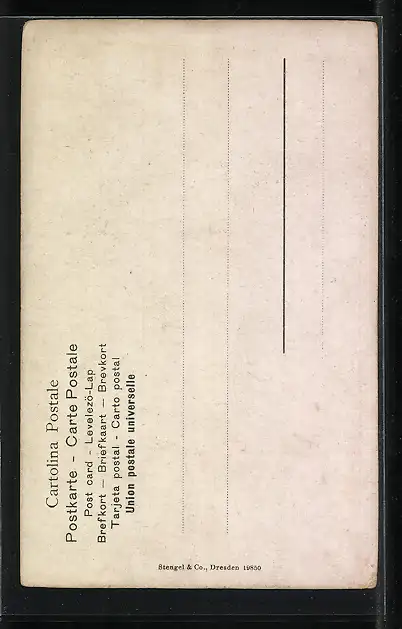 Cartolina Postale
Postkarte – Carte Postale
Post card - Levelezö-Lap
Brefkort — Briefkaart — Brevkort
Tarjeta postal - Carto postal
Union postale universelle
Stengel & Co., Dresden 19850